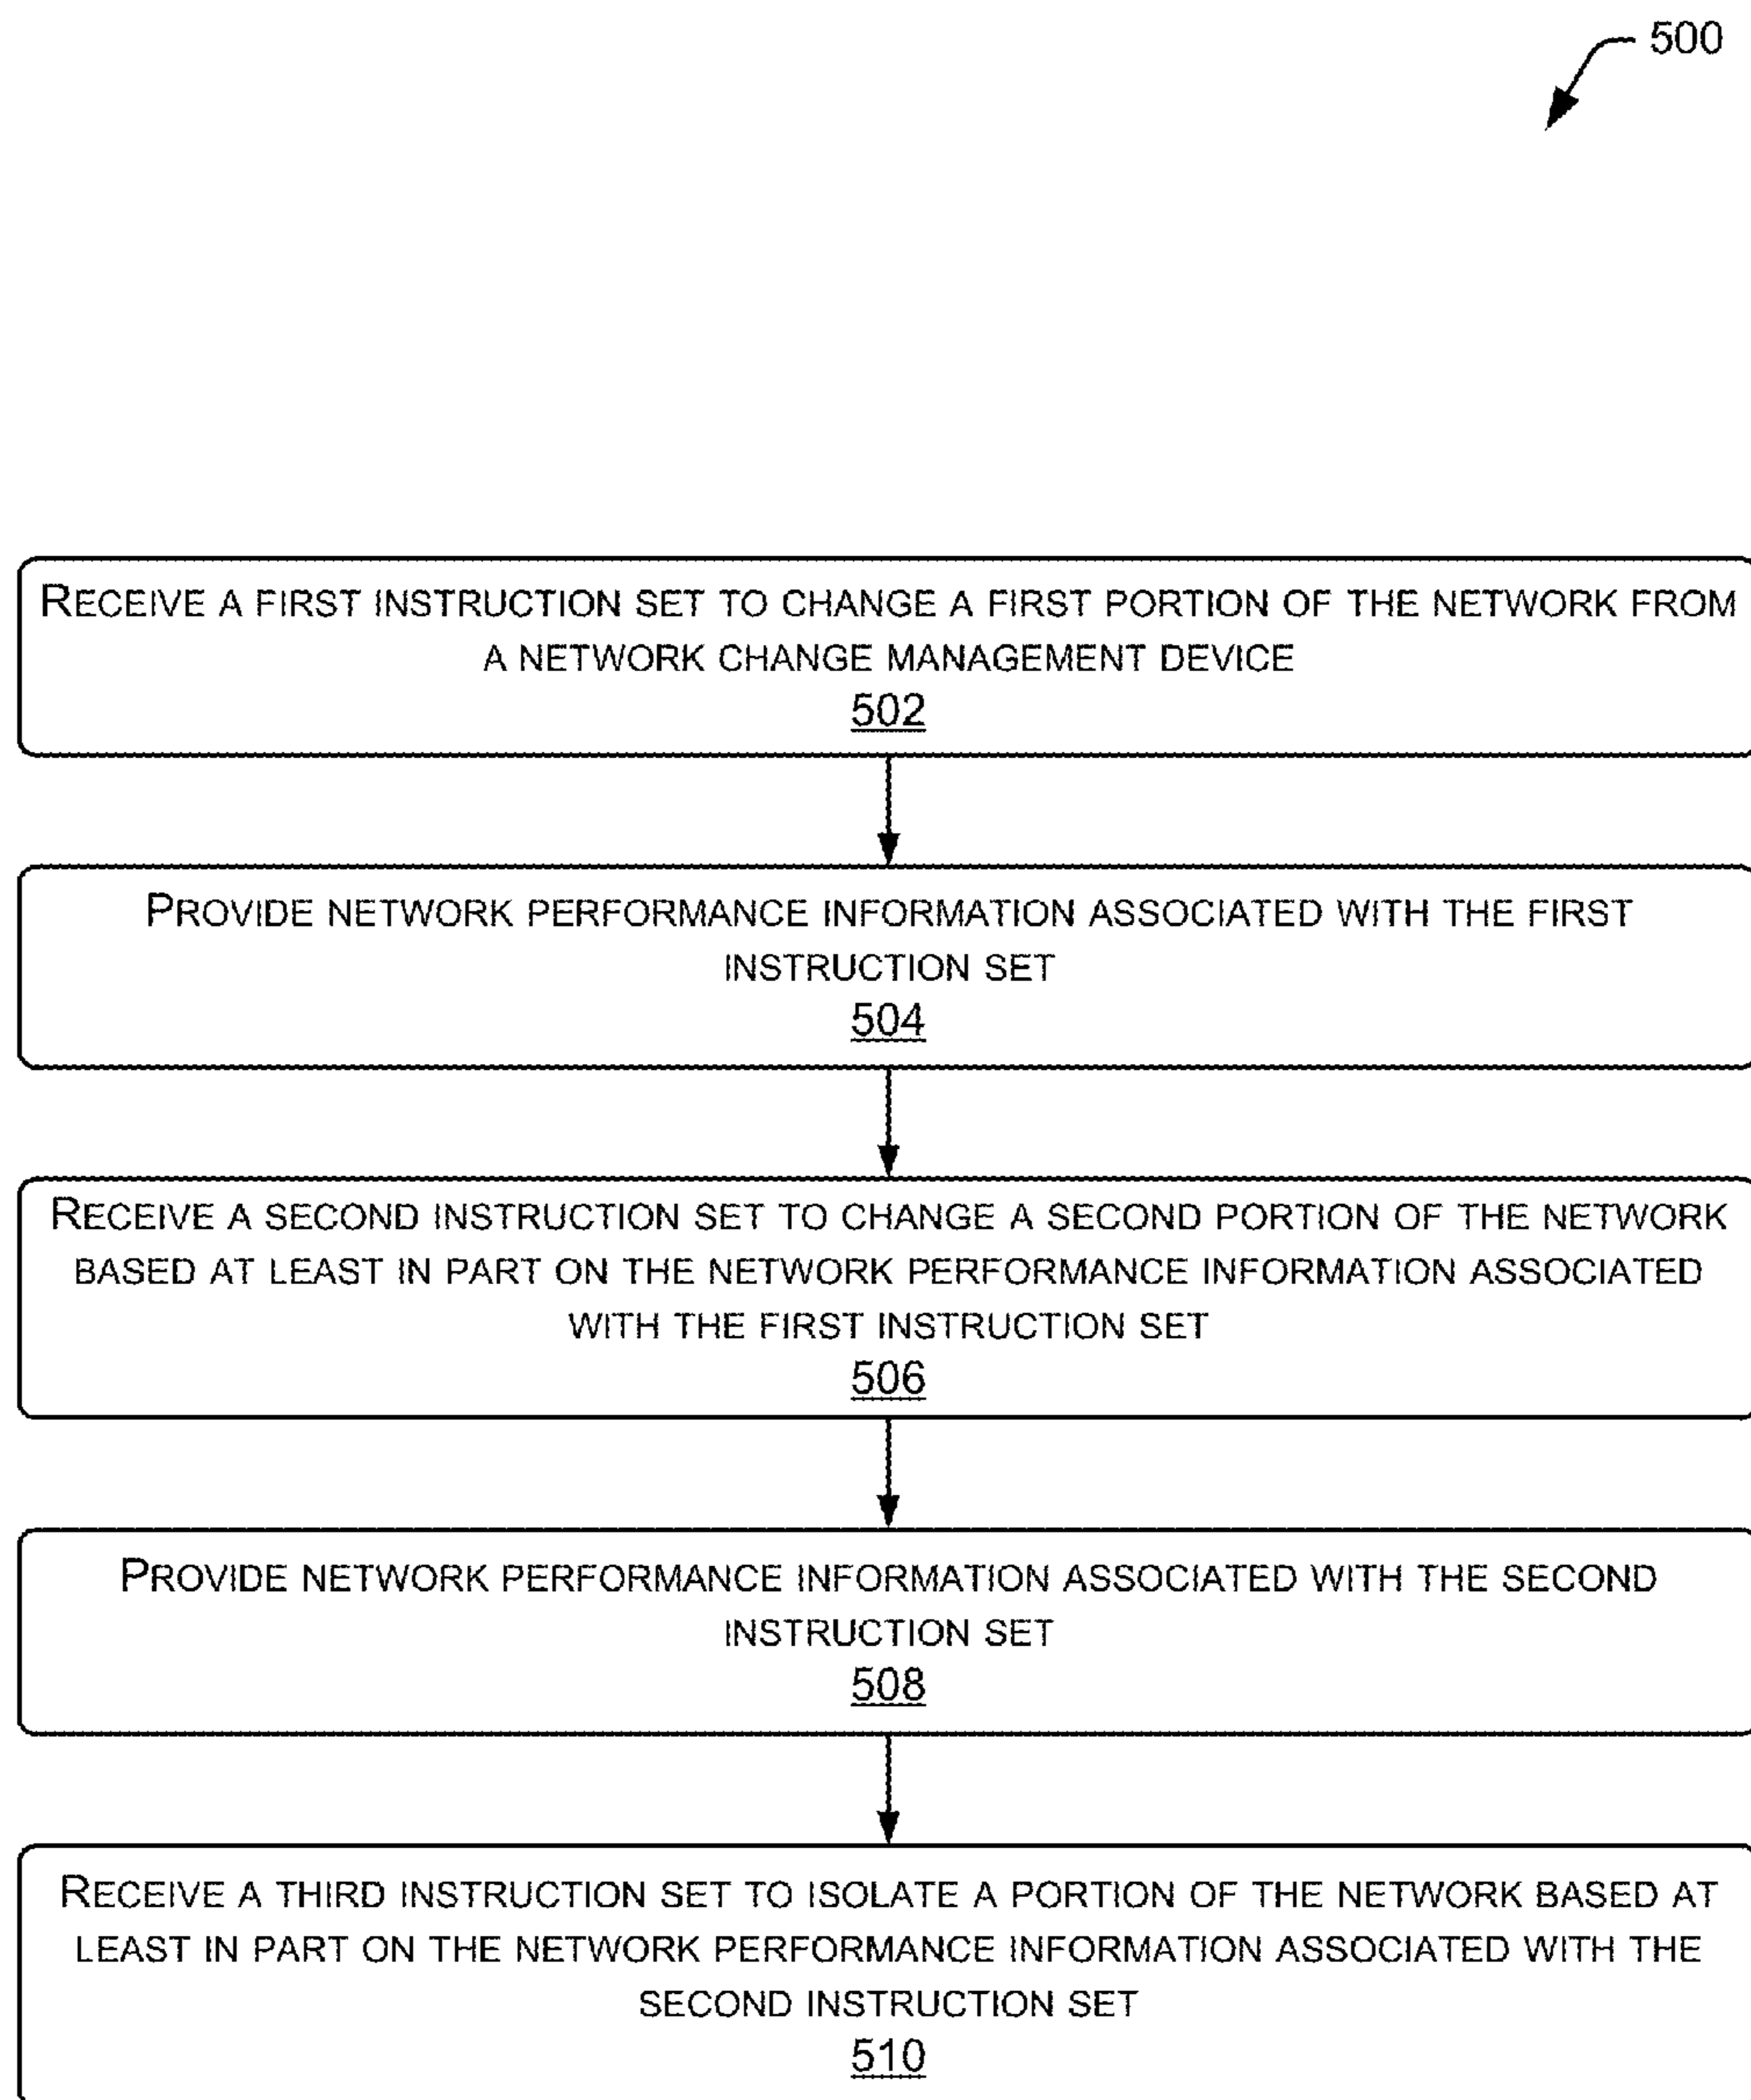 500
RECEIVE A FIRST INSTRUCTION SET TO CHANGE A FIRST PORTION OF THE NETWORK FROM
A NETWORK CHANGE MANAGEMENT DEVICE
502
PROVIDE NETWORK PERFORMANCE INFORMATION ASSOCIATED WITH THE FIRST
INSTRUCTION SET
504
RECEIVE A SECOND INSTRUCTION SET TO CHANGE A SECOND PORTION OF THE NETWORK
BASED AT LEAST IN PART ON THE NETWORK PERFORMANCE INFORMATION ASSOCIATED
WITH THE FIRST INSTRUCTION SET
506
PROVIDE NETWORK PERFORMANCE INFORMATION ASSOCIATED WITH THE SECOND
INSTRUCTION SET
508
RECEIVE A THIRD INSTRUCTION SET TO ISOLATE A PORTION OF THE NETWORK BASED AT
LEAST IN PART ON THE NETWORK PERFORMANCE INFORMATION ASSOCIATED WITH THE
SECOND INSTRUCTION SET
510